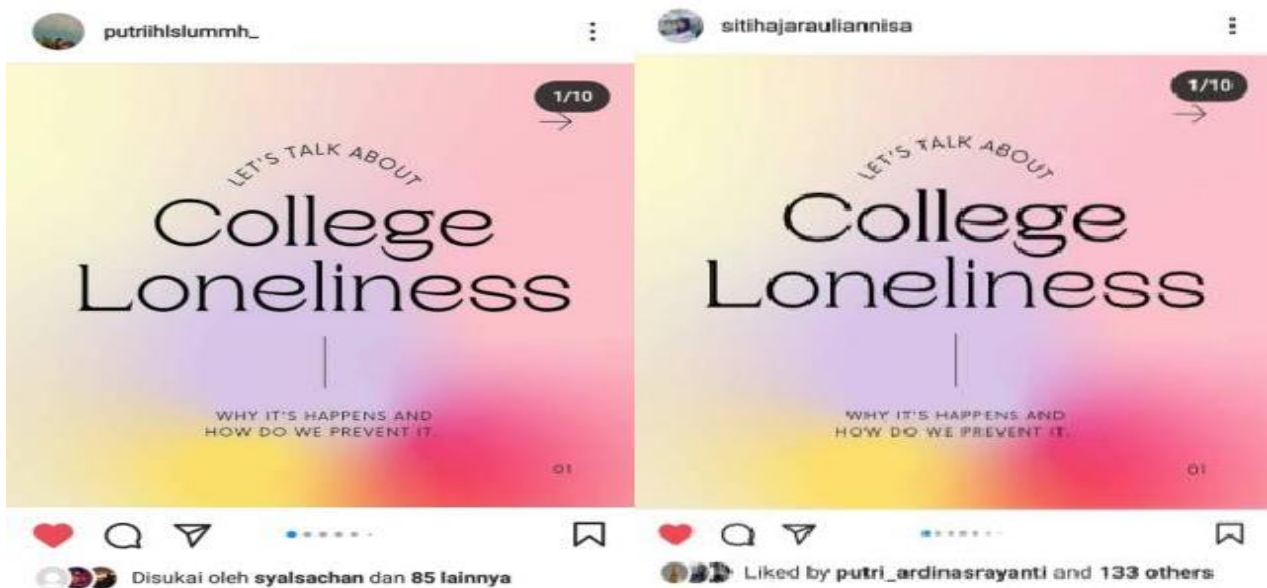 putriihlslummh_
1/10
LET'S TALK ABOUT
College
Loneliness
WHY IT'S HAPPENS AND
HOW DO WE PREVENT IT.
01
Disukai oleh syalsachan dan 85 lainnya
sitihajarauliannisa
1/10
LET'S TALK ABOUT
College
Loneliness
WHY IT'S HAPPENS AND
HOW DO WE PREVENT IT.
01
Liked by putri_ardinasrayanti and 133 others